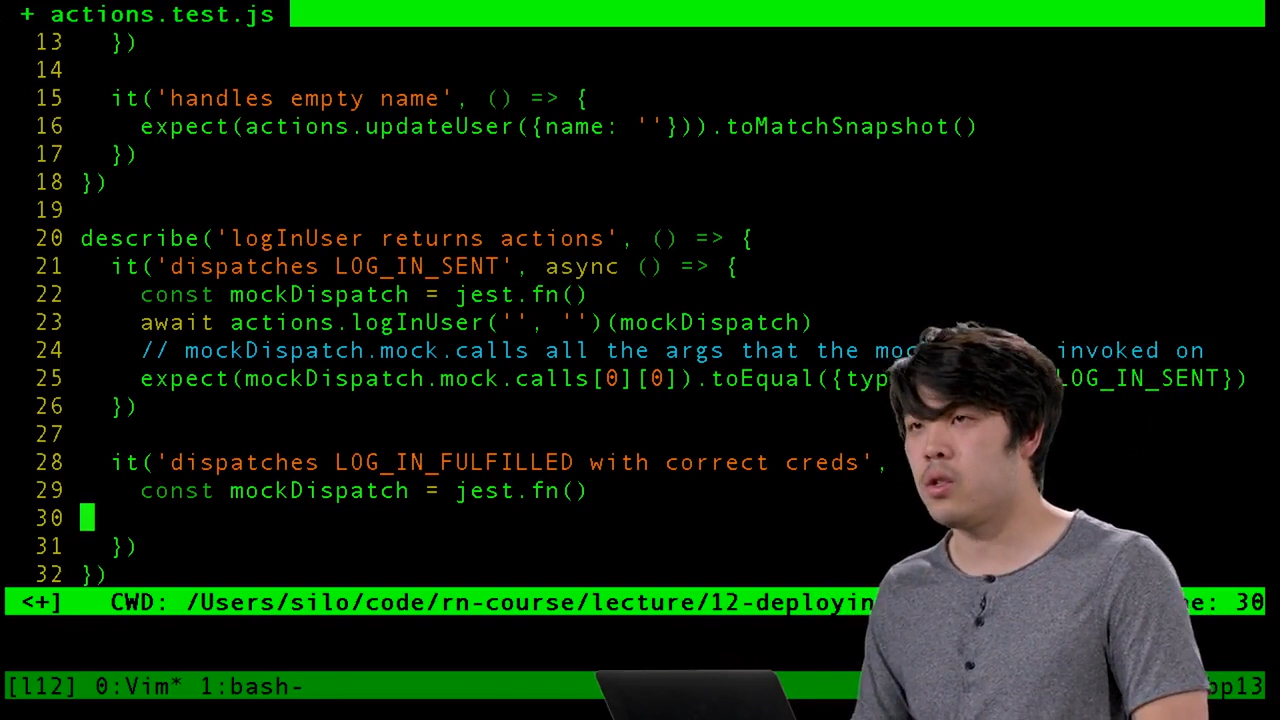 + actions.test.js
13 })
14
15 it('handles empty name', () => {
16 expect(actions.updateUser({name: ''})).toMatchSnapshot()
17 })
18 })
19
20 describe('logInUser returns actions', () => {
21 it('dispatches LOG_IN_SENT', async () => {
22 const mockDispatch = jest.fn()
23 await actions.logInUser('', '')(mockDispatch)
24 // mockDispatch.mock.calls all the args that the invoked on
25 expect(mockDispatch.mock.calls[0][0]).toEqual({ LOG_IN_SENT})
26 })
27
28 it('dispatches LOG_IN_FULFILLED with correct creds',
29 const mockDispatch = jest.fn()
30
31 })
32 })
<+] CWD: /Users/silo/code/rn-course/lecture/12-deployin : 30
[l12] 0:Vim* 1:bash-